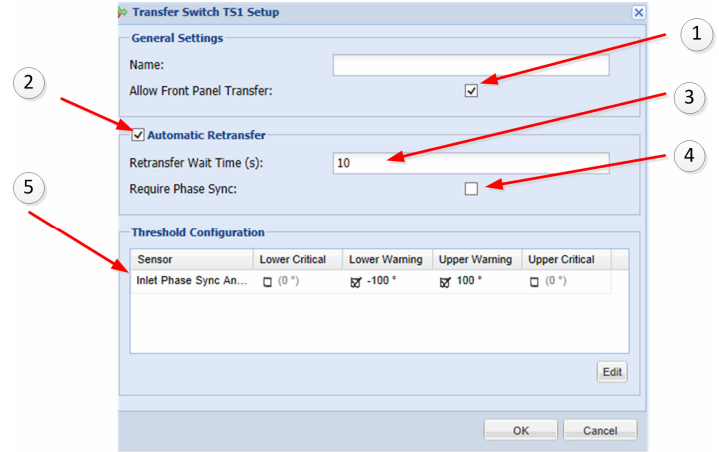 Transfer Switch TS1 Setup
1
General Settings
Name:
2
Allow Front Panel Transfer:
3
Automatic Retransfer
Retransfer Wait Time (s): 10
4
Require Phase Sync:
5
Threshold Configuration
Sensor Lower Critical Lower Warning Upper Warning Upper Critical
Inlet Phase Sync An... (0 °) -100 ° 100 ° (0 °)
Edit
OK Cancel